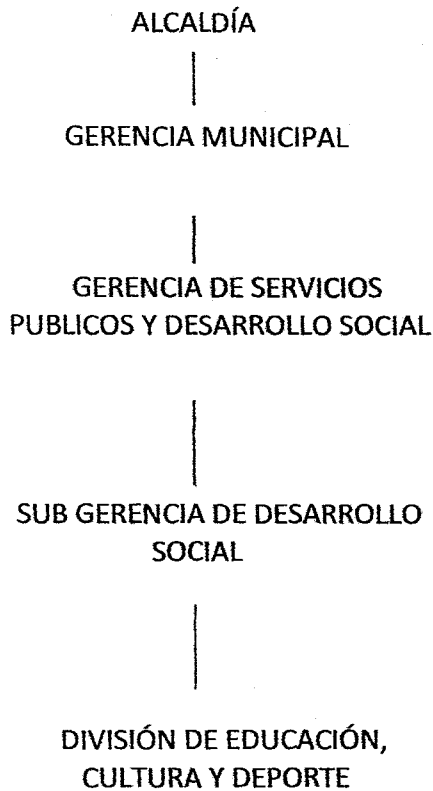 ALCALDÍA
GERENCIA MUNICIPAL
GERENCIA DE SERVICIOS
PUBLICOS Y DESARROLLO SOCIAL
SUB GERENCIA DE DESARROLLO
SOCIAL
DIVISIÓN DE EDUCACIÓN,
CULTURA Y DEPORTE